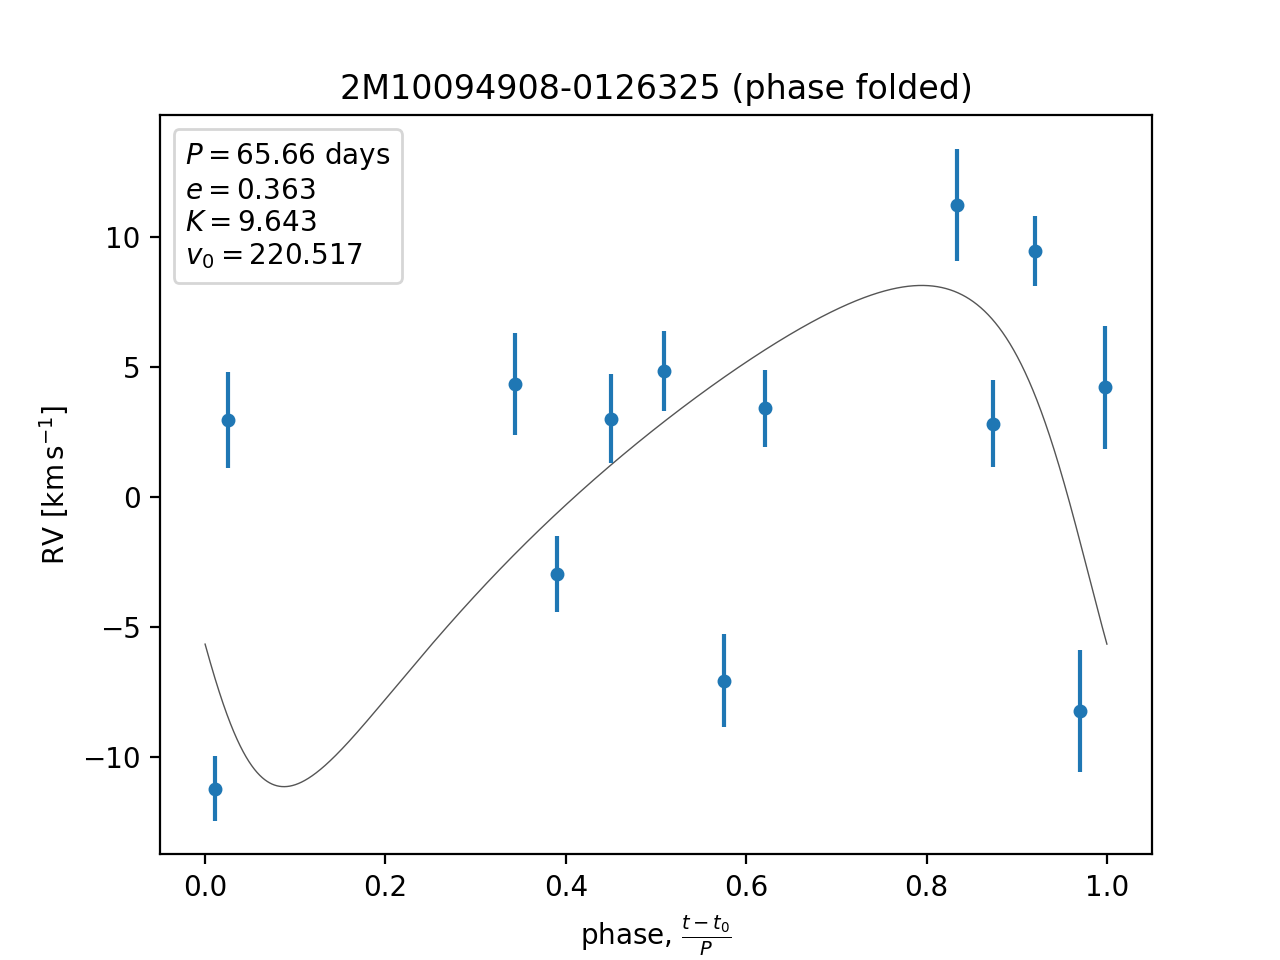 2M10094908-0126325 (phase folded)
P = 65.66 days
e = 0.363
K = 9.643
v₀ = 220.517
10
5
0
−5
−10
RV [km s⁻¹]
0.0 0.2 0.4 0.6 0.8 1.0
phase, (t − t₀)/P